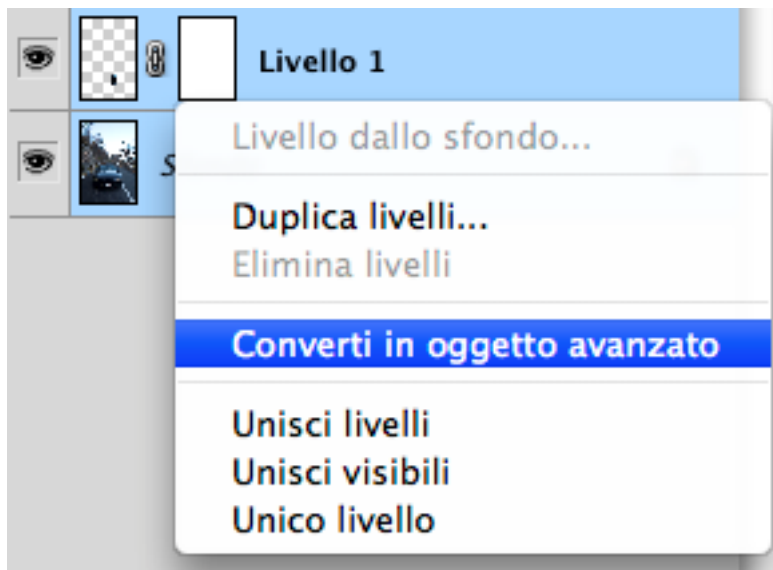 Livello 1
Livello dallo sfondo...
Duplica livelli...
Elimina livelli
Converti in oggetto avanzato
Unisci livelli
Unisci visibili
Unico livello